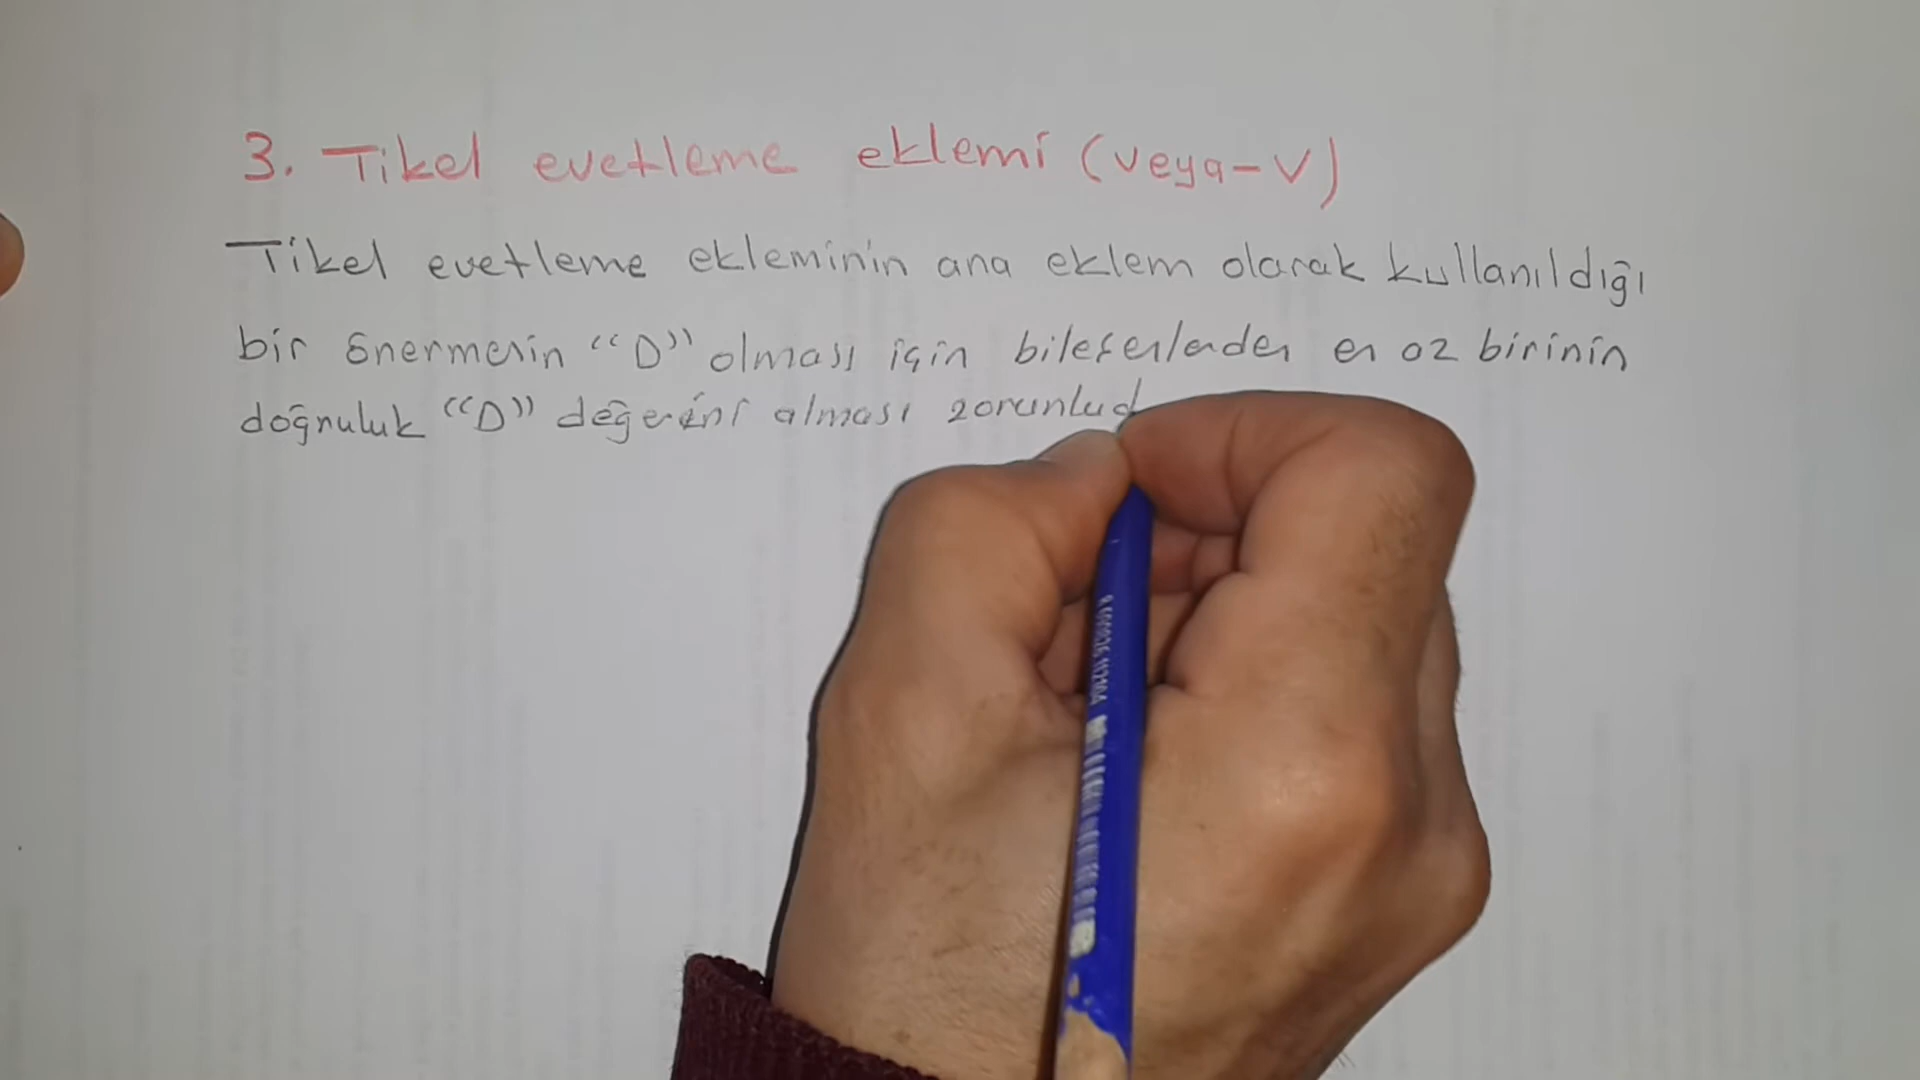 3. Tikel evetleme eklemi (veya-V)
Tikel evetleme ekleminin ana eklem olarak kullanıldığı
bir önermenin "D" olması için bileşenlerden en az birinin
doğruluk "D" değerini alması zorunlud